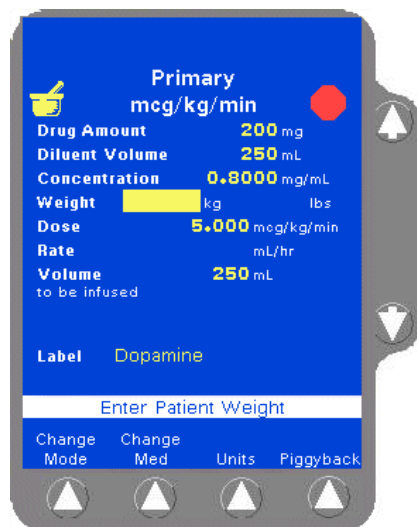 Primary
mcg/kg/min
Drug Amount 200 mg
Diluent Volume 250 mL
Concentration 0.8000 mg/mL
Weight kg lbs
Dose 5.000 mcg/kg/min
Rate mL/hr
Volume 250 mL
to be infused
Label Dopamine
Enter Patient Weight
Change Mode Change Med Units Piggyback